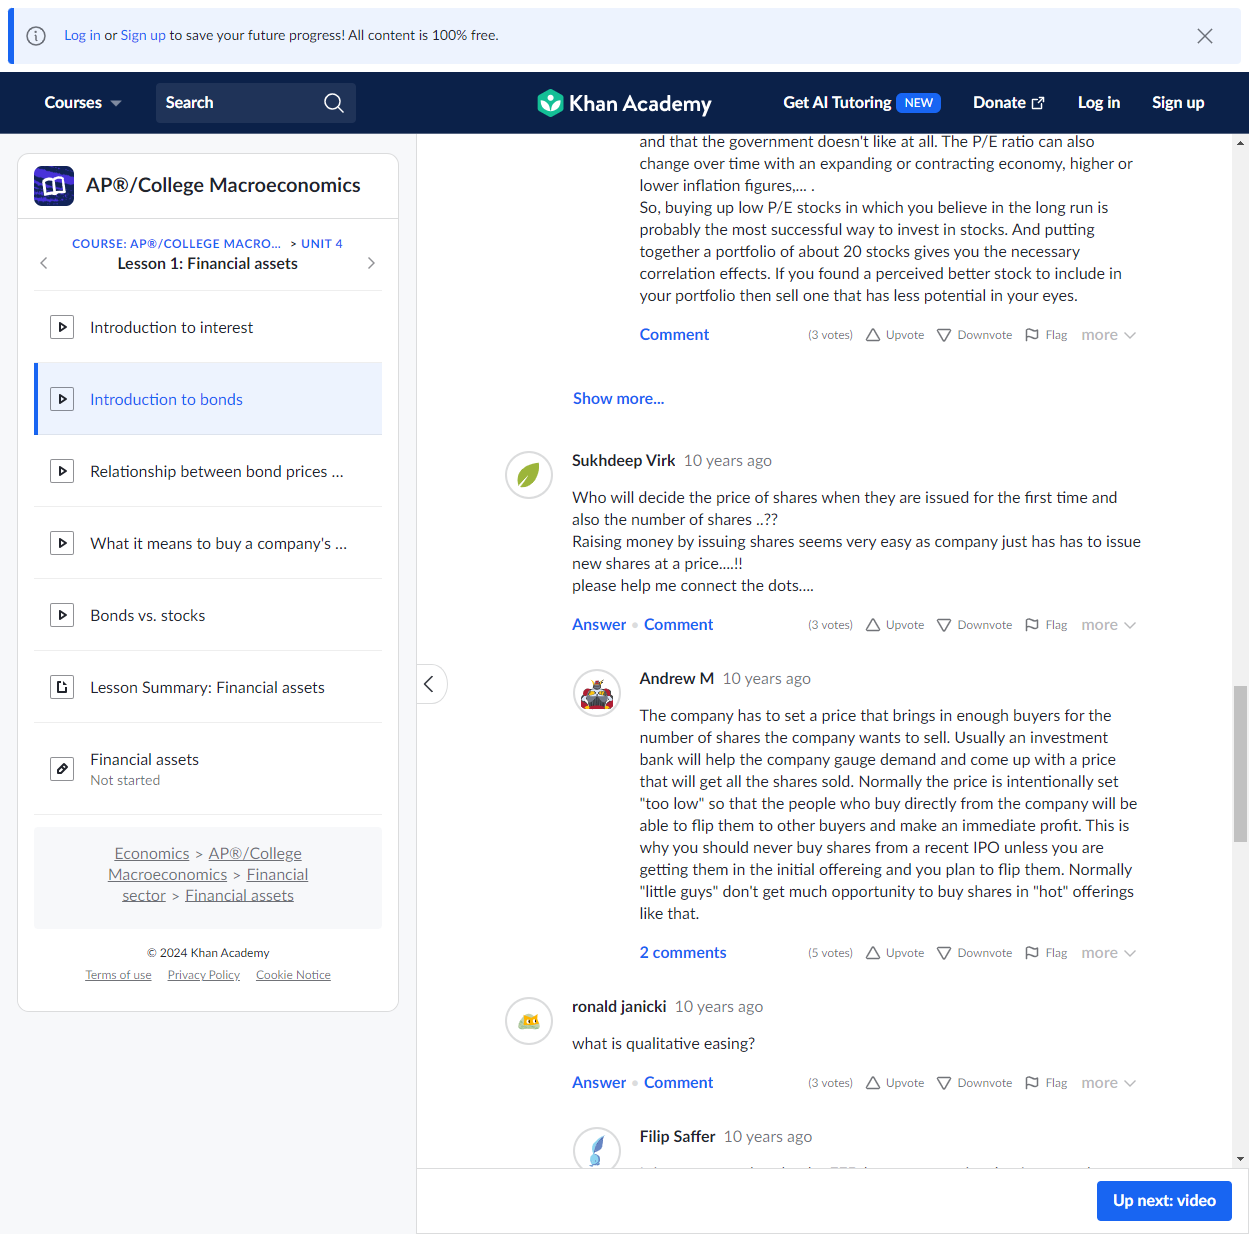 Log in or Sign up to save your future progress! All content is 100% free.
Courses
Search
Khan Academy
Get AI Tutoring NEW
Donate
Log in
Sign up
AP®/College Macroeconomics
COURSE: AP®/COLLEGE MACRO... > UNIT 4
Lesson 1: Financial assets
Introduction to interest
Introduction to bonds
Relationship between bond prices ...
What it means to buy a company's ...
Bonds vs. stocks
Lesson Summary: Financial assets
Financial assets
Not started
Economics > AP®/College
Macroeconomics > Financial
sector > Financial assets
© 2024 Khan Academy
Terms of use Privacy Policy Cookie Notice
and that the government doesn't like at all. The P/E ratio can also
change over time with an expanding or contracting economy, higher or
lower inflation figures,... .
So, buying up low P/E stocks in which you believe in the long run is
probably the most successful way to invest in stocks. And putting
together a portfolio of about 20 stocks gives you the necessary
correlation effects. If you found a perceived better stock to include in
your portfolio then sell one that has less potential in your eyes.
Comment (3 votes) Upvote Downvote Flag more
Show more...
Sukhdeep Virk 10 years ago
Who will decide the price of shares when they are issued for the first time and
also the number of shares ..??
Raising money by issuing shares seems very easy as company just has has to issue
new shares at a price....!!
please help me connect the dots....
Answer • Comment (3 votes) Upvote Downvote Flag more
Andrew M 10 years ago
The company has to set a price that brings in enough buyers for the
number of shares the company wants to sell. Usually an investment
bank will help the company gauge demand and come up with a price
that will get all the shares sold. Normally the price is intentionally set
"too low" so that the people who buy directly from the company will be
able to flip them to other buyers and make an immediate profit. This is
why you should never buy shares from a recent IPO unless you are
getting them in the initial offereing and you plan to flip them. Normally
"little guys" don't get much opportunity to buy shares in "hot" offerings
like that.
2 comments (5 votes) Upvote Downvote Flag more
ronald janicki 10 years ago
what is qualitative easing?
Answer • Comment (3 votes) Upvote Downvote Flag more
Filip Saffer 10 years ago
Up next: video